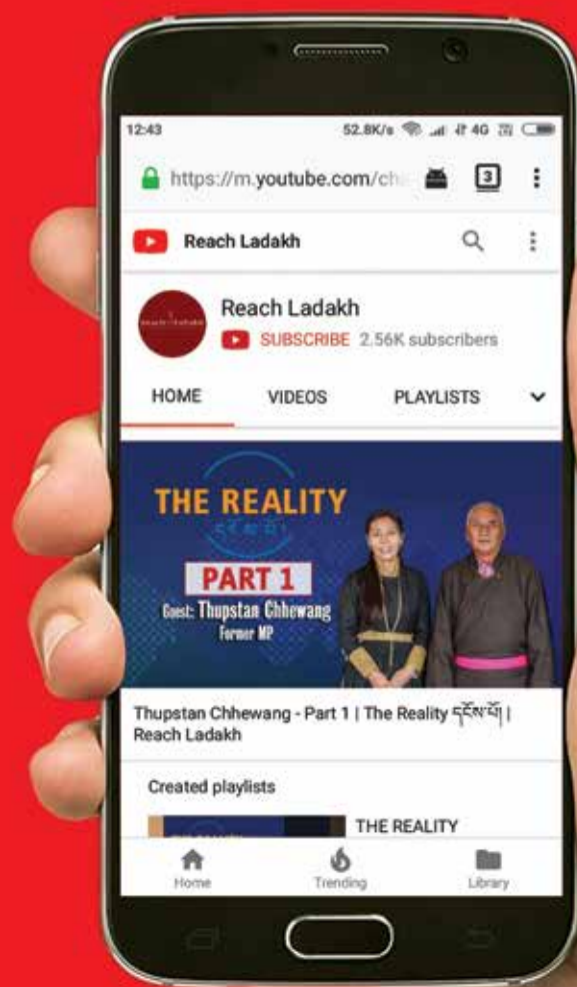 12:43 52.8K/s 4G
https://m.youtube.com/ch
3
Reach Ladakh
Reach Ladakh
SUBSCRIBE 2.56K subscribers
HOME VIDEOS PLAYLISTS
THE REALITY
དངོས་པོ།
PART 1
Guest: Thupstan Chhewang
Former MP
Thupstan Chhewang - Part 1 | The Reality དངོས་པོ། |
Reach Ladakh
Created playlists
THE REALITY
Home Trending Library